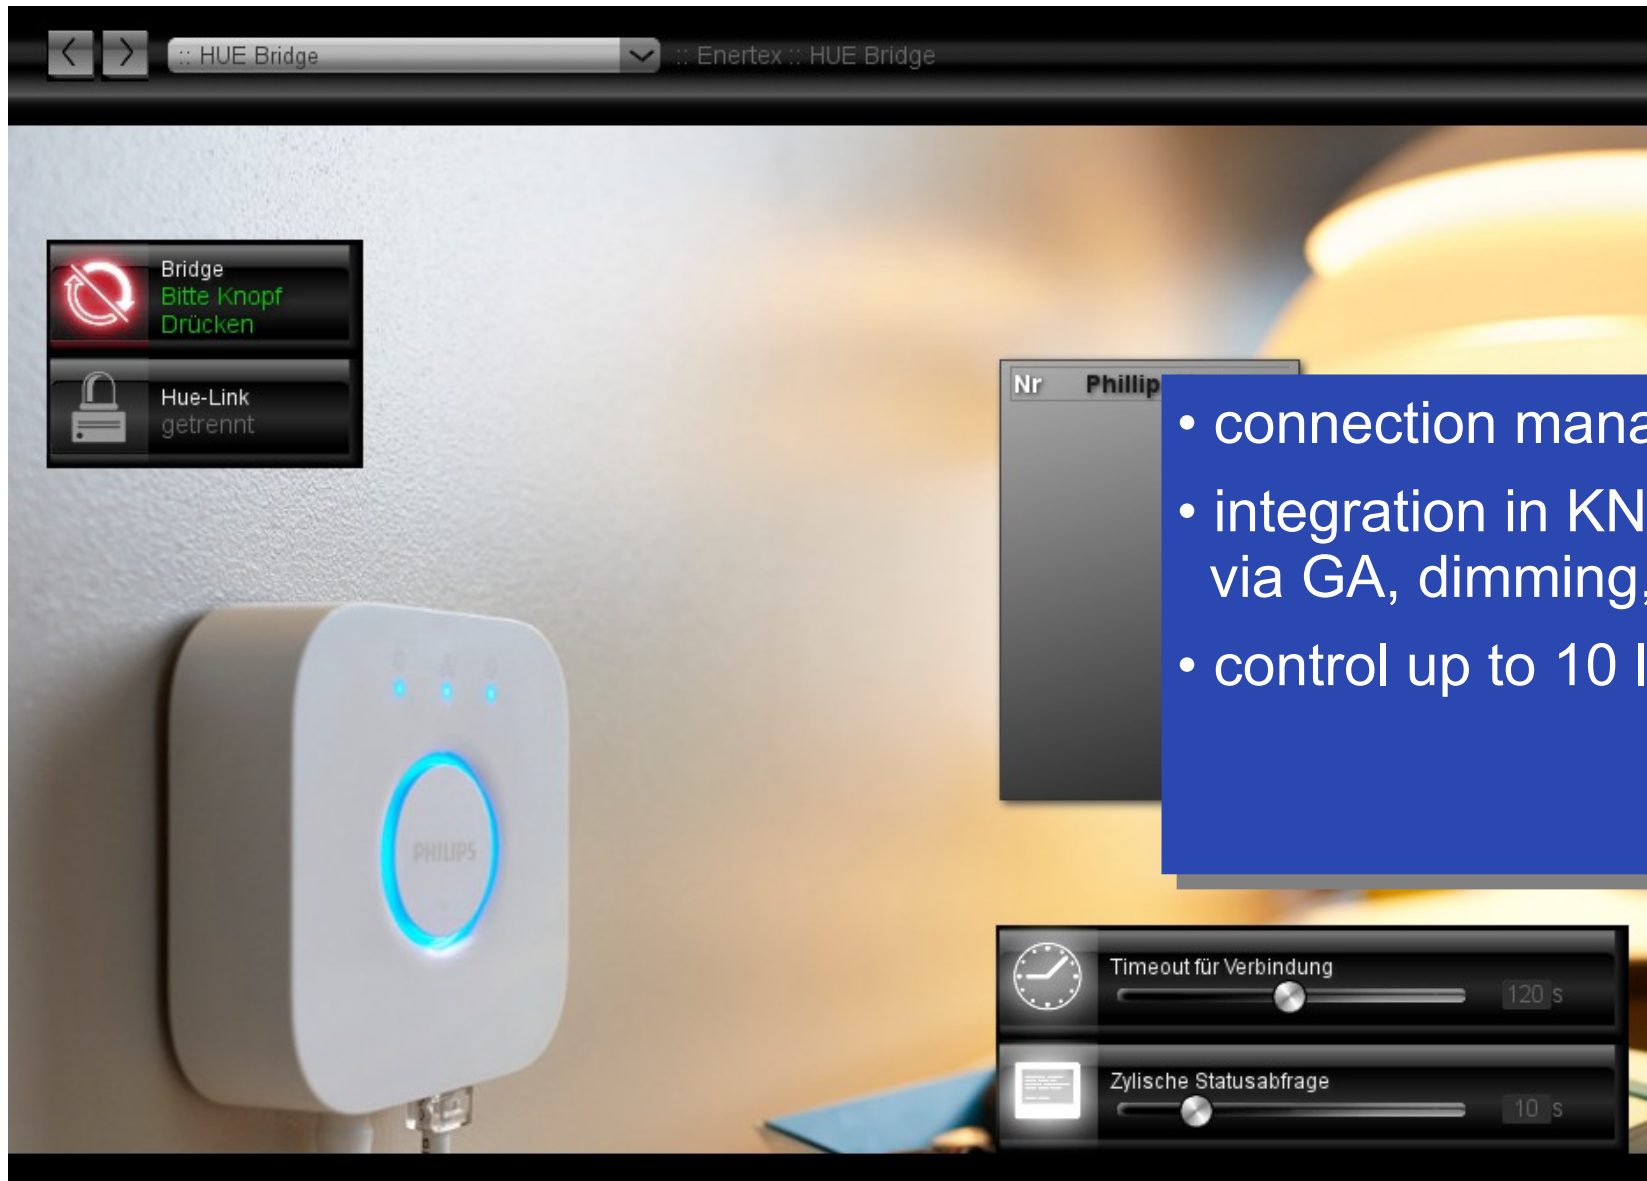 :: HUE Bridge
:: Enertex :: HUE Bridge
Bridge
Bitte Knopf
Drücken
Hue-Link
getrennt
Nr Phillip
• connection mana
• integration in KN
via GA, dimming,
• control up to 10 l
PHILIPS
Timeout für Verbindung
120 s
Zylische Statusabfrage
10 s